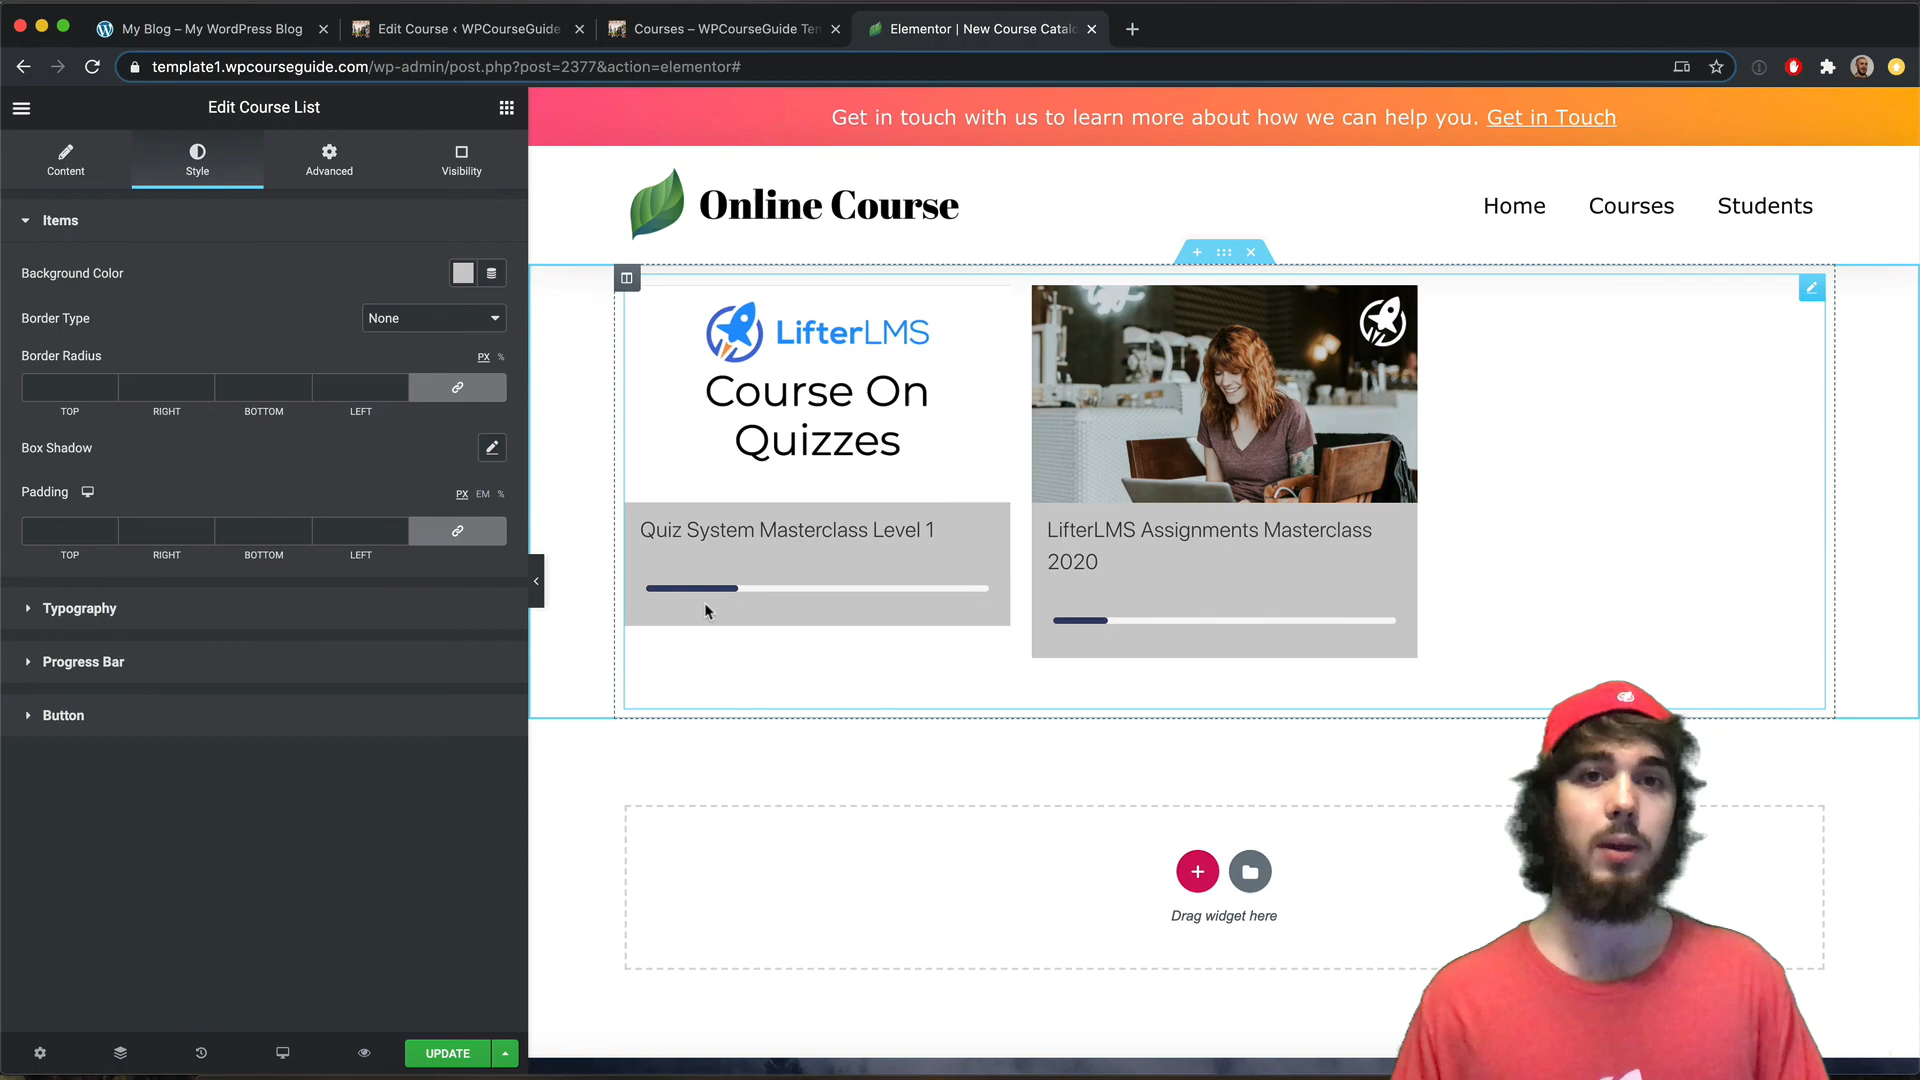 My Blog – My WordPress Blog
Edit Course ‹ WPCourseGuide
Courses – WPCourseGuide Tem
Elementor | New Course Catalo
template1.wpcourseguide.com/wp-admin/post.php?post=2377&action=elementor#
Edit Course List
Content
Style
Advanced
Visibility
Items
Background Color
Border Type
None
Border Radius
PX %
TOP RIGHT BOTTOM LEFT
Box Shadow
Padding
PX EM %
TOP RIGHT BOTTOM LEFT
Typography
Progress Bar
Button
UPDATE
Get in touch with us to learn more about how we can help you. Get in Touch
Online Course
Home Courses Students
LifterLMS
Course On
Quizzes
Quiz System Masterclass Level 1
LifterLMS Assignments Masterclass
2020
Drag widget here